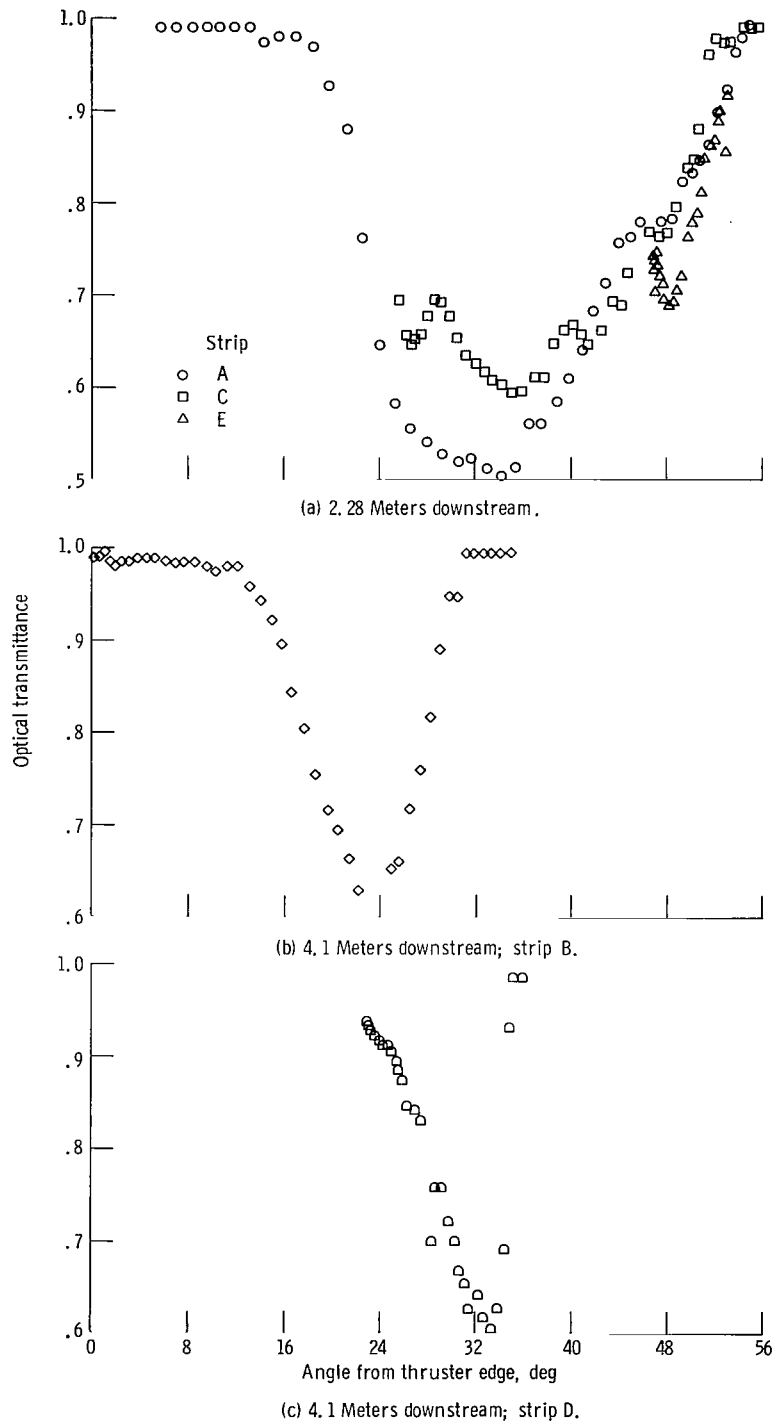 1.0
.9
.8
.7
.6
.5
Strip
A
C
E
(a) 2.28 Meters downstream.
Optical transmittance
1.0
.9
.8
.7
.6
(b) 4.1 Meters downstream; strip B.
1.0
.9
.8
.7
.6
0 8 16 24 32 40 48 56
Angle from thruster edge, deg
(c) 4.1 Meters downstream; strip D.